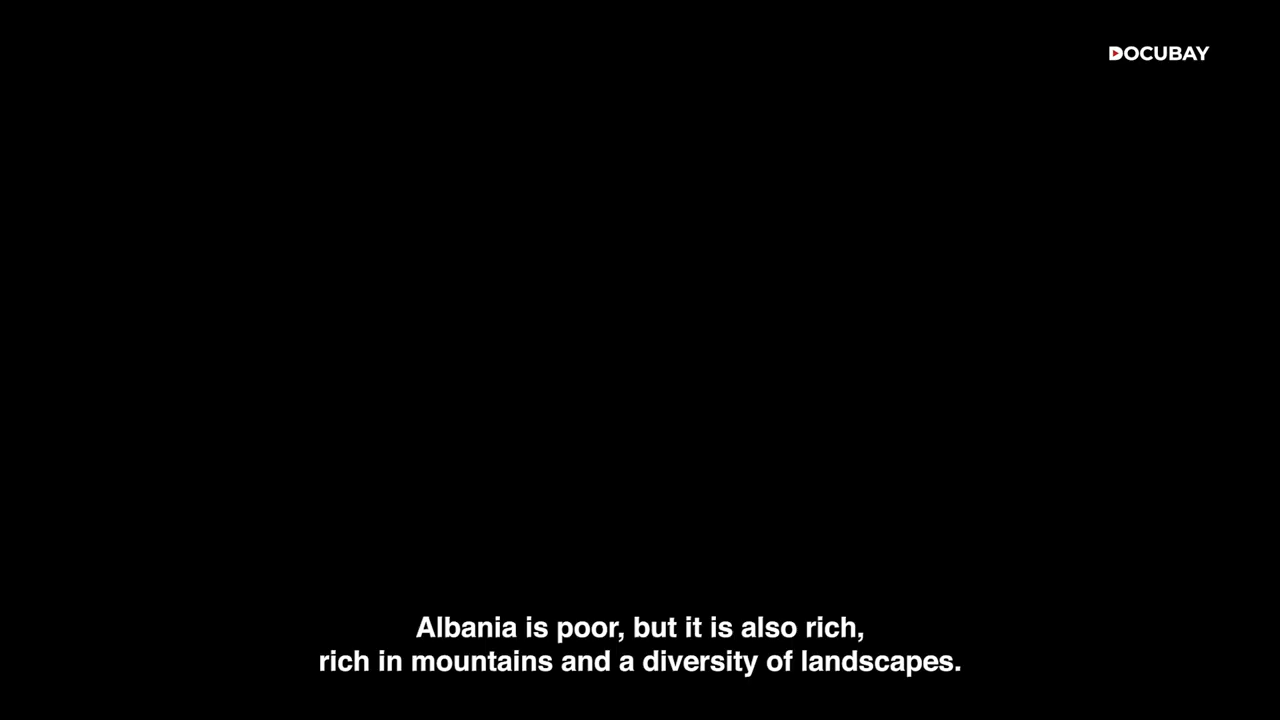 DOCUBAY
Albania is poor, but it is also rich,
rich in mountains and a diversity of landscapes.